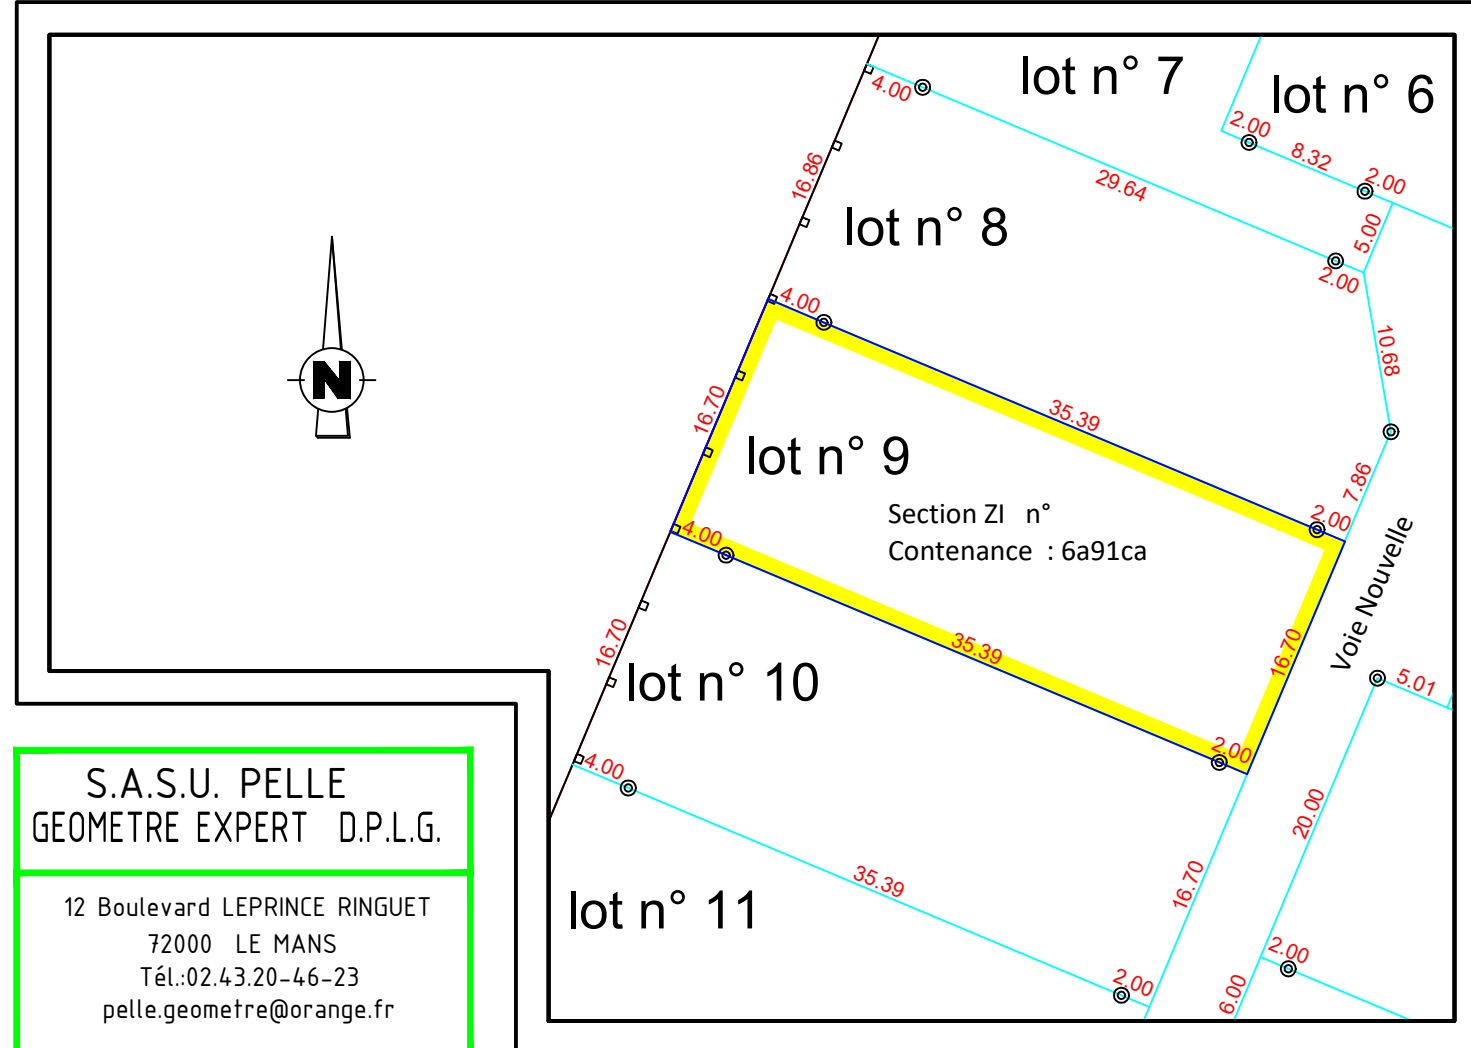 lot n° 7
lot n° 6
4.00
2.00
8.32
2.00
16.86
29.64
5.00
2.00
lot n° 8
4.00
10.68
16.70
35.39
lot n° 9
7.86
Section ZI n°
Contenance : 6a91ca
2.00
4.00
Voie Nouvelle
16.70
35.39
16.70
lot n° 10
5.01
2.00
4.00
20.00
35.39
16.70
lot n° 11
2.00
2.00
6.00
N
S.A.S.U. PELLE
GEOMETRE EXPERT D.P.L.G.
12 Boulevard LEPRINCE RINGUET
72000 LE MANS
Tél.:02.43.20-46-23
pelle.geometre@orange.fr